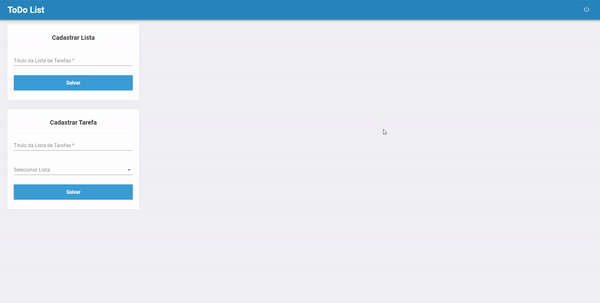 ToDo List
Cadastrar Lista
Título da Lista de Tarefas *
Salvar
Cadastrar Tarefa
Título da Lista de Tarefas *
Selecionar Lista
Salvar